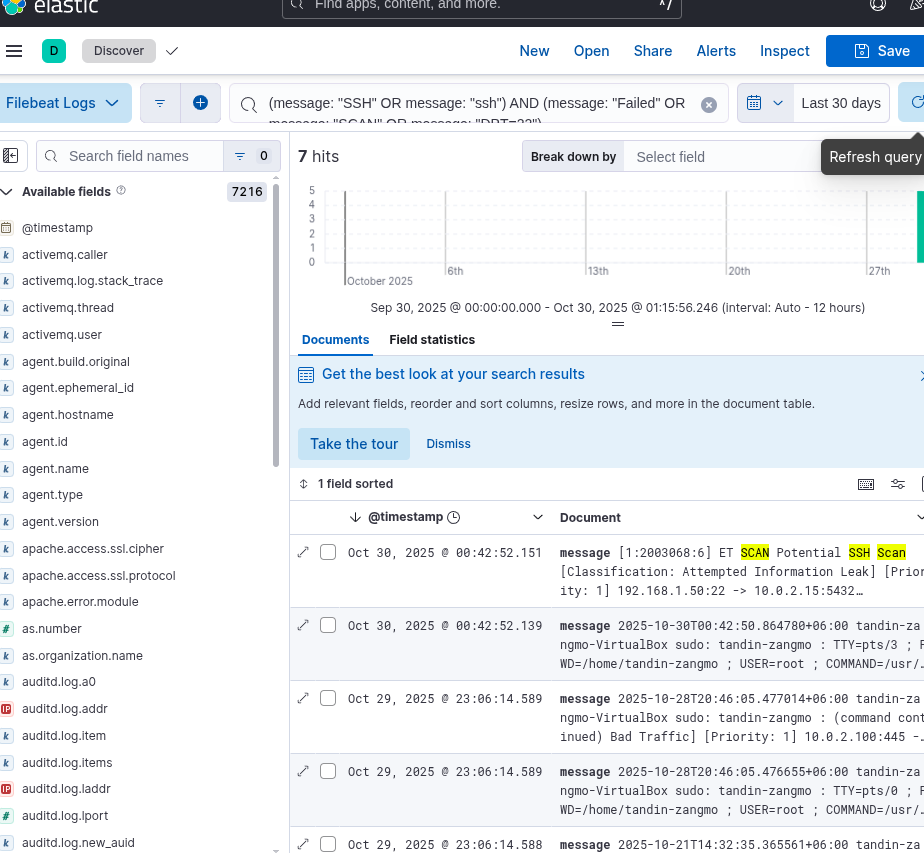 elastic
Find apps, content, and more.
^/
D
Discover
New
Open
Share
Alerts
Inspect
Save
Filebeat Logs
(message: "SSH" OR message: "ssh") AND (message: "Failed" OR
message: "SCAN" OR message: "DPT=22")
Last 30 days
Refresh query
Search field names
0
7 hits
Break down by
Select field
Available fields
7216
@timestamp
activemq.caller
activemq.log.stack_trace
activemq.thread
activemq.user
agent.build.original
agent.ephemeral_id
agent.hostname
agent.id
agent.name
agent.type
agent.version
apache.access.ssl.cipher
apache.access.ssl.protocol
apache.error.module
as.number
as.organization.name
auditd.log.a0
auditd.log.addr
auditd.log.item
auditd.log.items
auditd.log.laddr
auditd.log.lport
auditd.log.new_auid
5
4
3
2
1
0
6th
13th
20th
27th
October 2025
Sep 30, 2025 @ 00:00:00.000 - Oct 30, 2025 @ 01:15:56.246 (interval: Auto - 12 hours)
Documents
Field statistics
Get the best look at your search results
Add relevant fields, reorder and sort columns, resize rows, and more in the document table.
Take the tour
Dismiss
1 field sorted
@timestamp
Document
Oct 30, 2025 @ 00:42:52.151
message [1:2003068:6] ET SCAN Potential SSH Scan
[Classification: Attempted Information Leak] [Prior
ity: 1] 192.168.1.50:22 -> 10.0.2.15:5432…
Oct 30, 2025 @ 00:42:52.139
message 2025-10-30T00:42:50.864780+06:00 tandin-za
ngmo-VirtualBox sudo: tandin-zangmo : TTY=pts/3 ; P
WD=/home/tandin-zangmo ; USER=root ; COMMAND=/usr/…
Oct 29, 2025 @ 23:06:14.589
message 2025-10-28T20:46:05.477014+06:00 tandin-za
ngmo-VirtualBox sudo: tandin-zangmo : (command cont
inued) Bad Traffic] [Priority: 1] 10.0.2.100:445 -…
Oct 29, 2025 @ 23:06:14.589
message 2025-10-28T20:46:05.476655+06:00 tandin-za
ngmo-VirtualBox sudo: tandin-zangmo : TTY=pts/0 ; P
WD=/home/tandin-zangmo ; USER=root ; COMMAND=/usr/…
Oct 29, 2025 @ 23:06:14.588
message 2025-10-21T14:32:35.365561+06:00 tandin-za